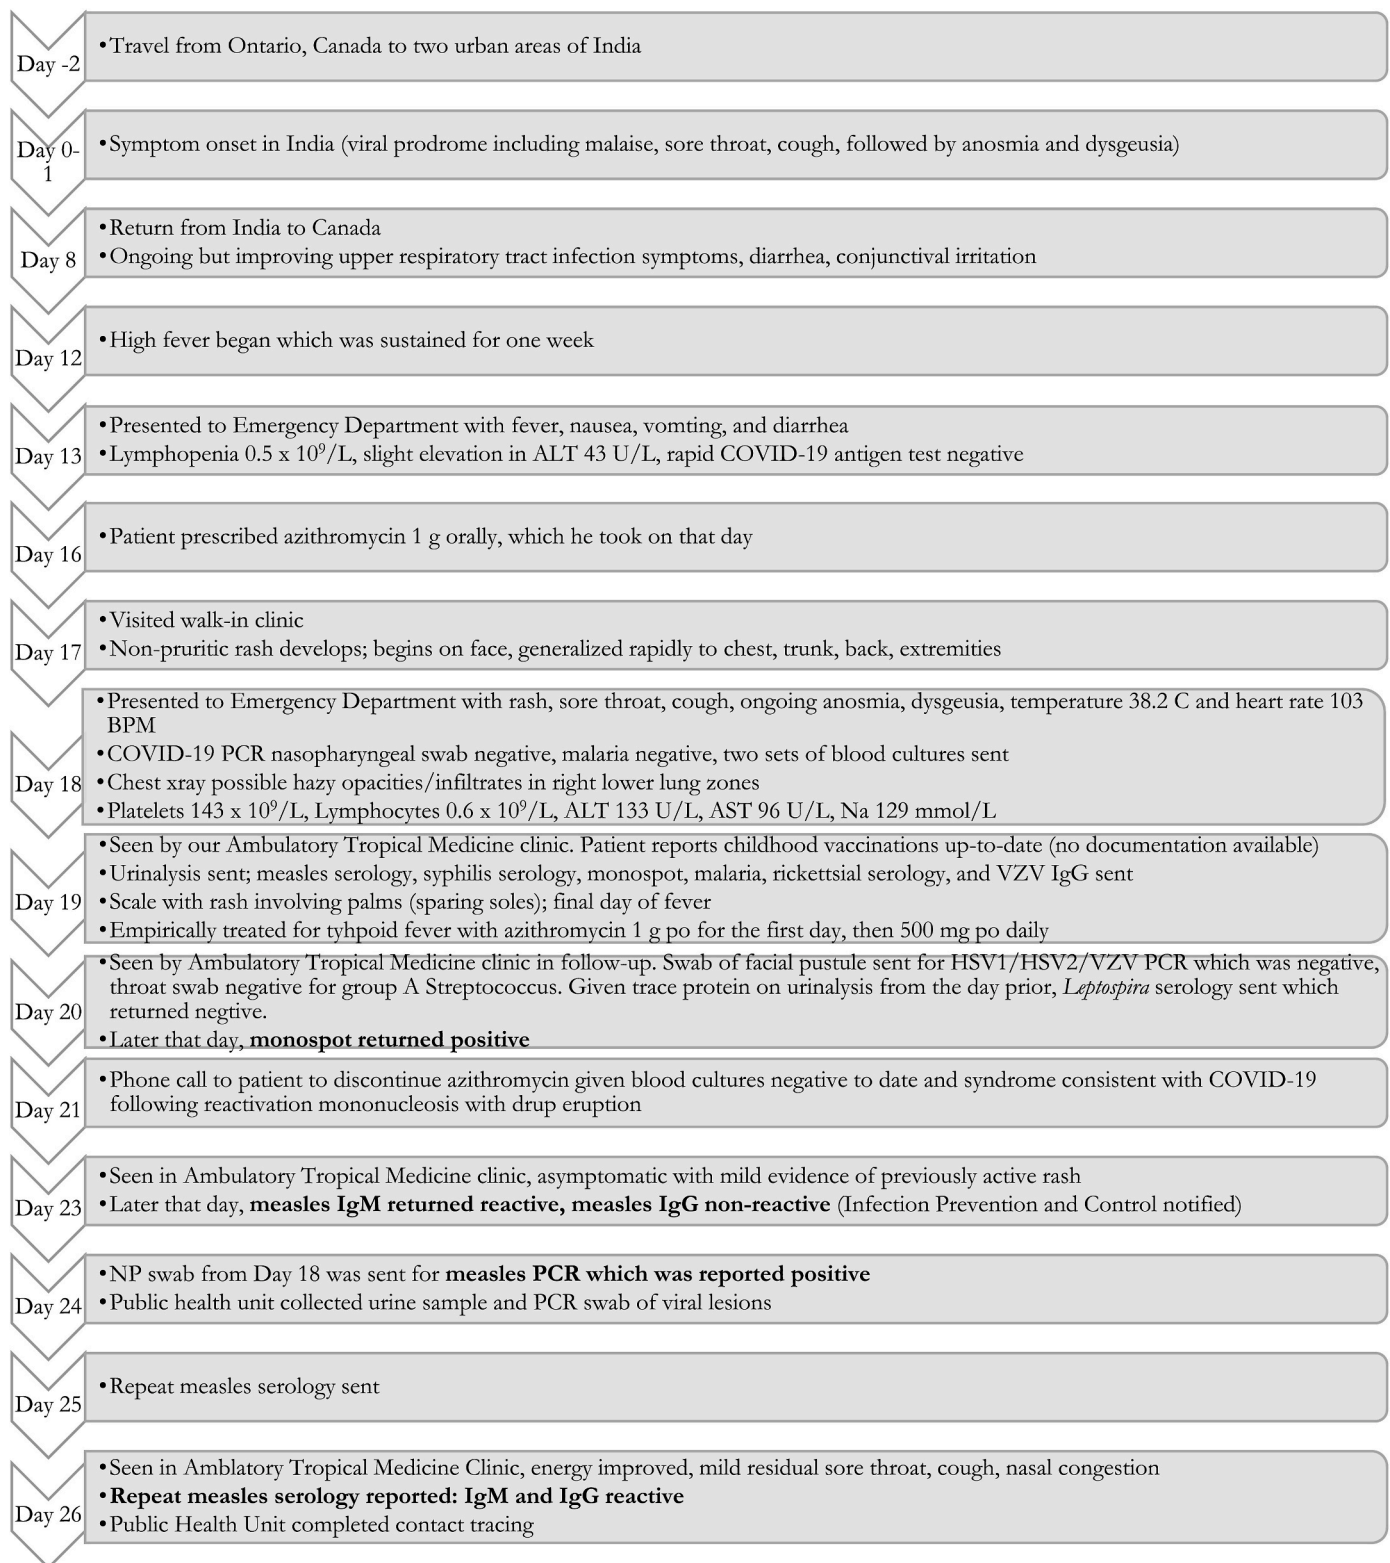 Day -2
•Travel from Ontario, Canada to two urban areas of India
Day 0-
1
•Symptom onset in India (viral prodrome including malaise, sore throat, cough, followed by anosmia and dysgeusia)
Day 8
•Return from India to Canada
•Ongoing but improving upper respiratory tract infection symptoms, diarrhea, conjunctival irritation
Day 12
•High fever began which was sustained for one week
Day 13
•Presented to Emergency Department with fever, nausea, vomting, and diarrhea
•Lymphopenia 0.5 x 10⁹/L, slight elevation in ALT 43 U/L, rapid COVID-19 antigen test negative
Day 16
•Patient prescribed azithromycin 1 g orally, which he took on that day
Day 17
•Visited walk-in clinic
•Non-pruritic rash develops; begins on face, generalized rapidly to chest, trunk, back, extremities
Day 18
•Presented to Emergency Department with rash, sore throat, cough, ongoing anosmia, dysgeusia, temperature 38.2 C and heart rate 103
BPM
•COVID-19 PCR nasopharyngeal swab negative, malaria negative, two sets of blood cultures sent
•Chest xray possible hazy opacities/infiltrates in right lower lung zones
•Platelets 143 x 10⁹/L, Lymphocytes 0.6 x 10⁹/L, ALT 133 U/L, AST 96 U/L, Na 129 mmol/L
Day 19
•Seen by our Ambulatory Tropical Medicine clinic. Patient reports childhood vaccinations up-to-date (no documentation available)
•Urinalysis sent; measles serology, syphilis serology, monospot, malaria, rickettsial serology, and VZV IgG sent
•Scale with rash involving palms (sparing soles); final day of fever
•Empirically treated for tyhpoid fever with azithromycin 1 g po for the first day, then 500 mg po daily
Day 20
•Seen by Ambulatory Tropical Medicine clinic in follow-up. Swab of facial pustule sent for HSV1/HSV2/VZV PCR which was negative,
throat swab negative for group A Streptococcus. Given trace protein on urinalysis from the day prior, Leptospira serology sent which
returned negtive.
•Later that day, monospot returned positive
Day 21
•Phone call to patient to discontinue azithromycin given blood cultures negative to date and syndrome consistent with COVID-19
following reactivation mononucleosis with drup eruption
Day 23
•Seen in Ambulatory Tropical Medicine clinic, asymptomatic with mild evidence of previously active rash
•Later that day, measles IgM returned reactive, measles IgG non-reactive (Infection Prevention and Control notified)
Day 24
•NP swab from Day 18 was sent for measles PCR which was reported positive
•Public health unit collected urine sample and PCR swab of viral lesions
Day 25
•Repeat measles serology sent
Day 26
•Seen in Amblatory Tropical Medicine Clinic, energy improved, mild residual sore throat, cough, nasal congestion
•Repeat measles serology reported: IgM and IgG reactive
•Public Health Unit completed contact tracing